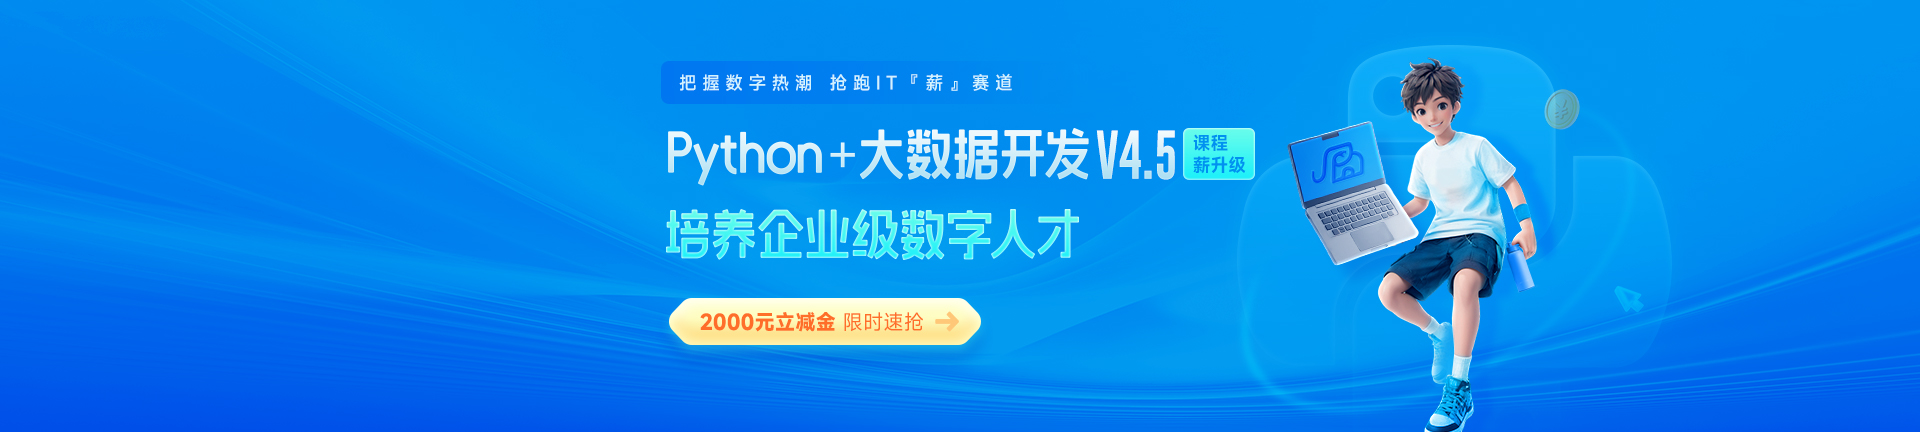 把握数字热潮 抢跑IT『薪』赛道
Python+大数据开发V4.5
课程
薪升级
培养企业级数字人才
2000元立减金 限时速抢